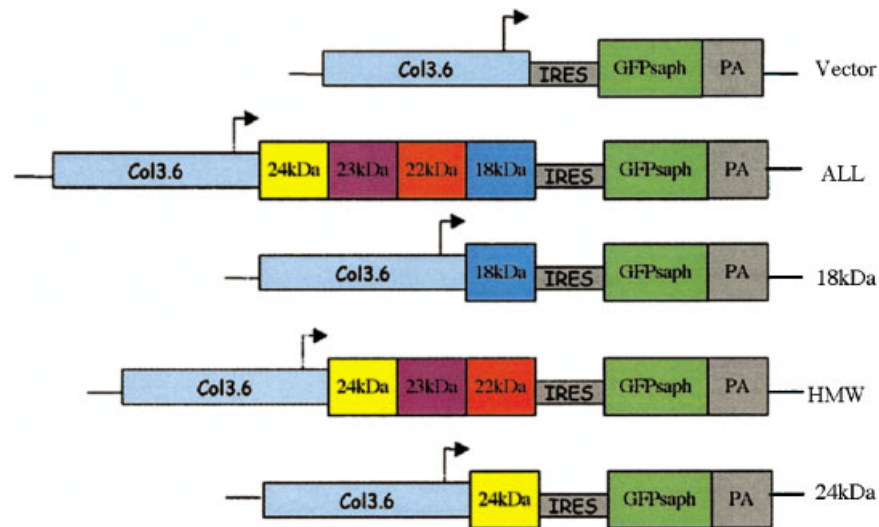 Col3.6 IRES GFPsaph PA Vector
Col3.6 24kDa 23kDa 22kDa 18kDa IRES GFPsaph PA ALL
Col3.6 18kDa IRES GFPsaph PA 18kDa
Col3.6 24kDa 23kDa 22kDa IRES GFPsaph PA HMW
Col3.6 24kDa IRES GFPsaph PA 24kDa